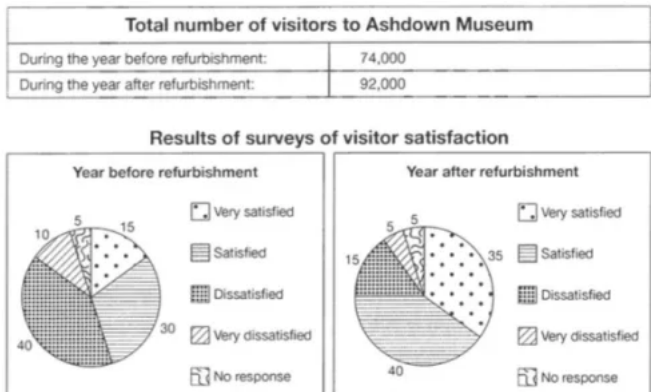 Total number of visitors to Ashdown Museum
During the year before refurbishment: 74,000
During the year after refurbishment: 92,000
Results of surveys of visitor satisfaction
Year before refurbishment
5
15
10
30
40
Very satisfied
Satisfied
Dissatisfied
Very dissatisfied
No response
Year after refurbishment
5
5
35
15
40
Very satisfied
Satisfied
Dissatisfied
Very dissatisfied
No response